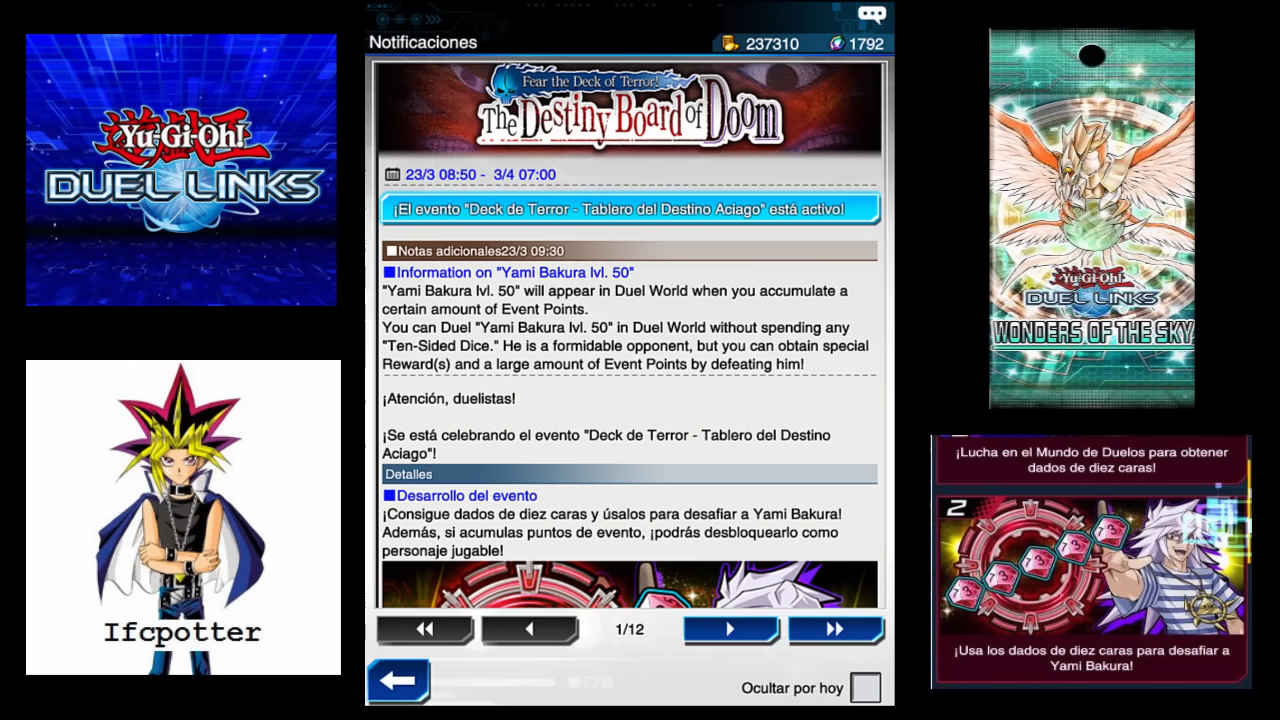 Yu-Gi-Oh!
DUEL LINKS
Ifcpotter
Notificaciones
237310
1792
Fear the Deck of Terror!
The Destiny Board of Doom
23/3 08:50 - 3/4 07:00
¡El evento "Deck de Terror - Tablero del Destino Aciago" está activo!
■Notas adicionales23/3 09:30
■Information on "Yami Bakura lvl. 50"
"Yami Bakura lvl. 50" will appear in Duel World when you accumulate a
certain amount of Event Points.
You can Duel "Yami Bakura lvl. 50" in Duel World without spending any
"Ten-Sided Dice." He is a formidable opponent, but you can obtain special
Reward(s) and a large amount of Event Points by defeating him!
¡Atención, duelistas!
¡Se está celebrando el evento "Deck de Terror - Tablero del Destino
Aciago"!
Detalles
■Desarrollo del evento
¡Consigue dados de diez caras y úsalos para desafiar a Yami Bakura!
Además, si acumulas puntos de evento, ¡podrás desbloquearlo como
personaje jugable!
1/12
Ocultar por hoy
Yu-Gi-Oh!
DUEL LINKS
WONDERS OF THE SKY
¡Lucha en el Mundo de Duelos para obtener
dados de diez caras!
2
¡Usa los dados de diez caras para desafiar a
Yami Bakura!